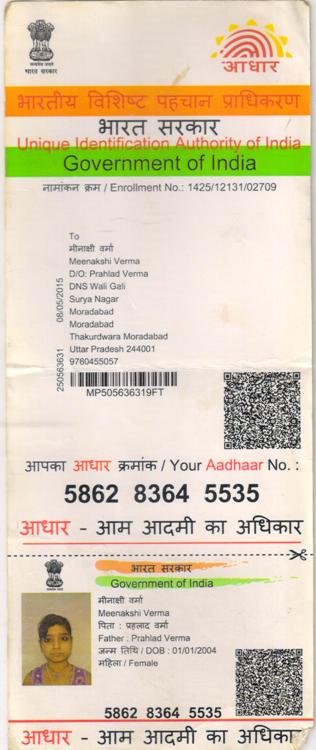 सत्यमेव जयते
भारत सरकार
आधार
भारतीय विशिष्ट पहचान प्राधिकरण
भारत सरकार
Unique Identification Authority of India
Government of India
नामांकन क्रम / Enrollment No.: 1425/12131/02709
To
मीनाक्षी वर्मा
Meenakshi Verma
D/O: Prahlad Verma
DNS Wali Gali
Surya Nagar
Moradabad
Moradabad
Thakurdwara Moradabad
Uttar Pradesh 244001
9760455057
08/05/2015
250563631
MP505636319FT
आपका आधार क्रमांक / Your Aadhaar No. :
5862 8364 5535
आधार - आम आदमी का अधिकार
भारत सरकार
Government of India
मीनाक्षी वर्मा
Meenakshi Verma
पिता : प्रहलाद वर्मा
Father : Prahlad Verma
जन्म तिथि / DOB : 01/01/2004
महिला / Female
5862 8364 5535
आधार - आम आदमी का अधिकार